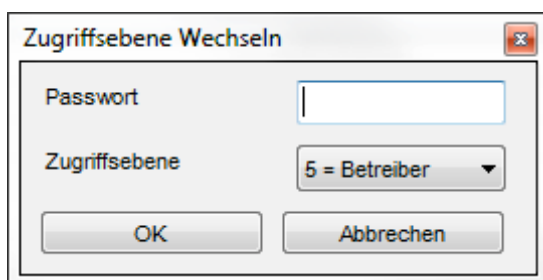 Zugriffsebene Wechseln
Passwort
Zugriffsebene 5 = Betreiber
OK Abbrechen